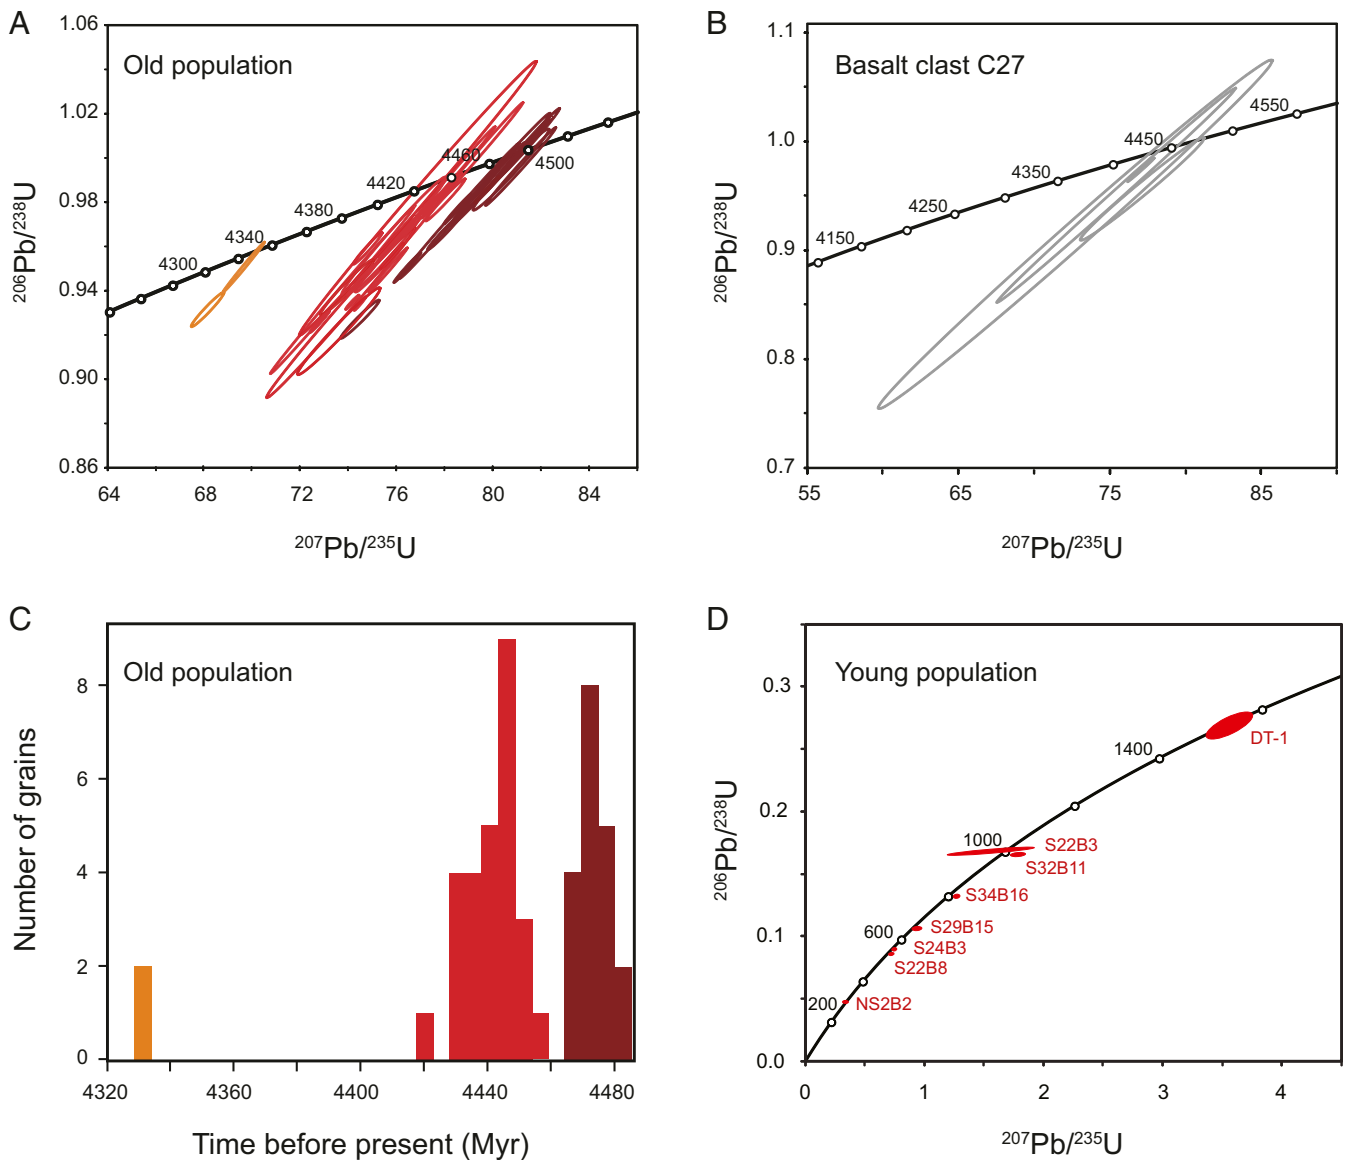 A
Old population
1.06
1.02
0.98
0.94
0.90
0.86
206Pb/238U
4300
4340
4380
4420
4460
4500
64
68
72
76
80
84
207Pb/235U
B
Basalt clast C27
1.1
1.0
0.9
0.8
0.7
206Pb/238U
4150
4250
4350
4450
4550
55
65
75
85
207Pb/235U
C
Old population
8
6
4
2
0
Number of grains
4320
4360
4400
4440
4480
Time before present (Myr)
D
Young population
0.3
0.2
0.1
0.0
206Pb/238U
1400
DT-1
1000
S22B3
S32B11
S34B16
600
S29B15
S24B3
S22B8
200
NS2B2
0
1
2
3
4
207Pb/235U